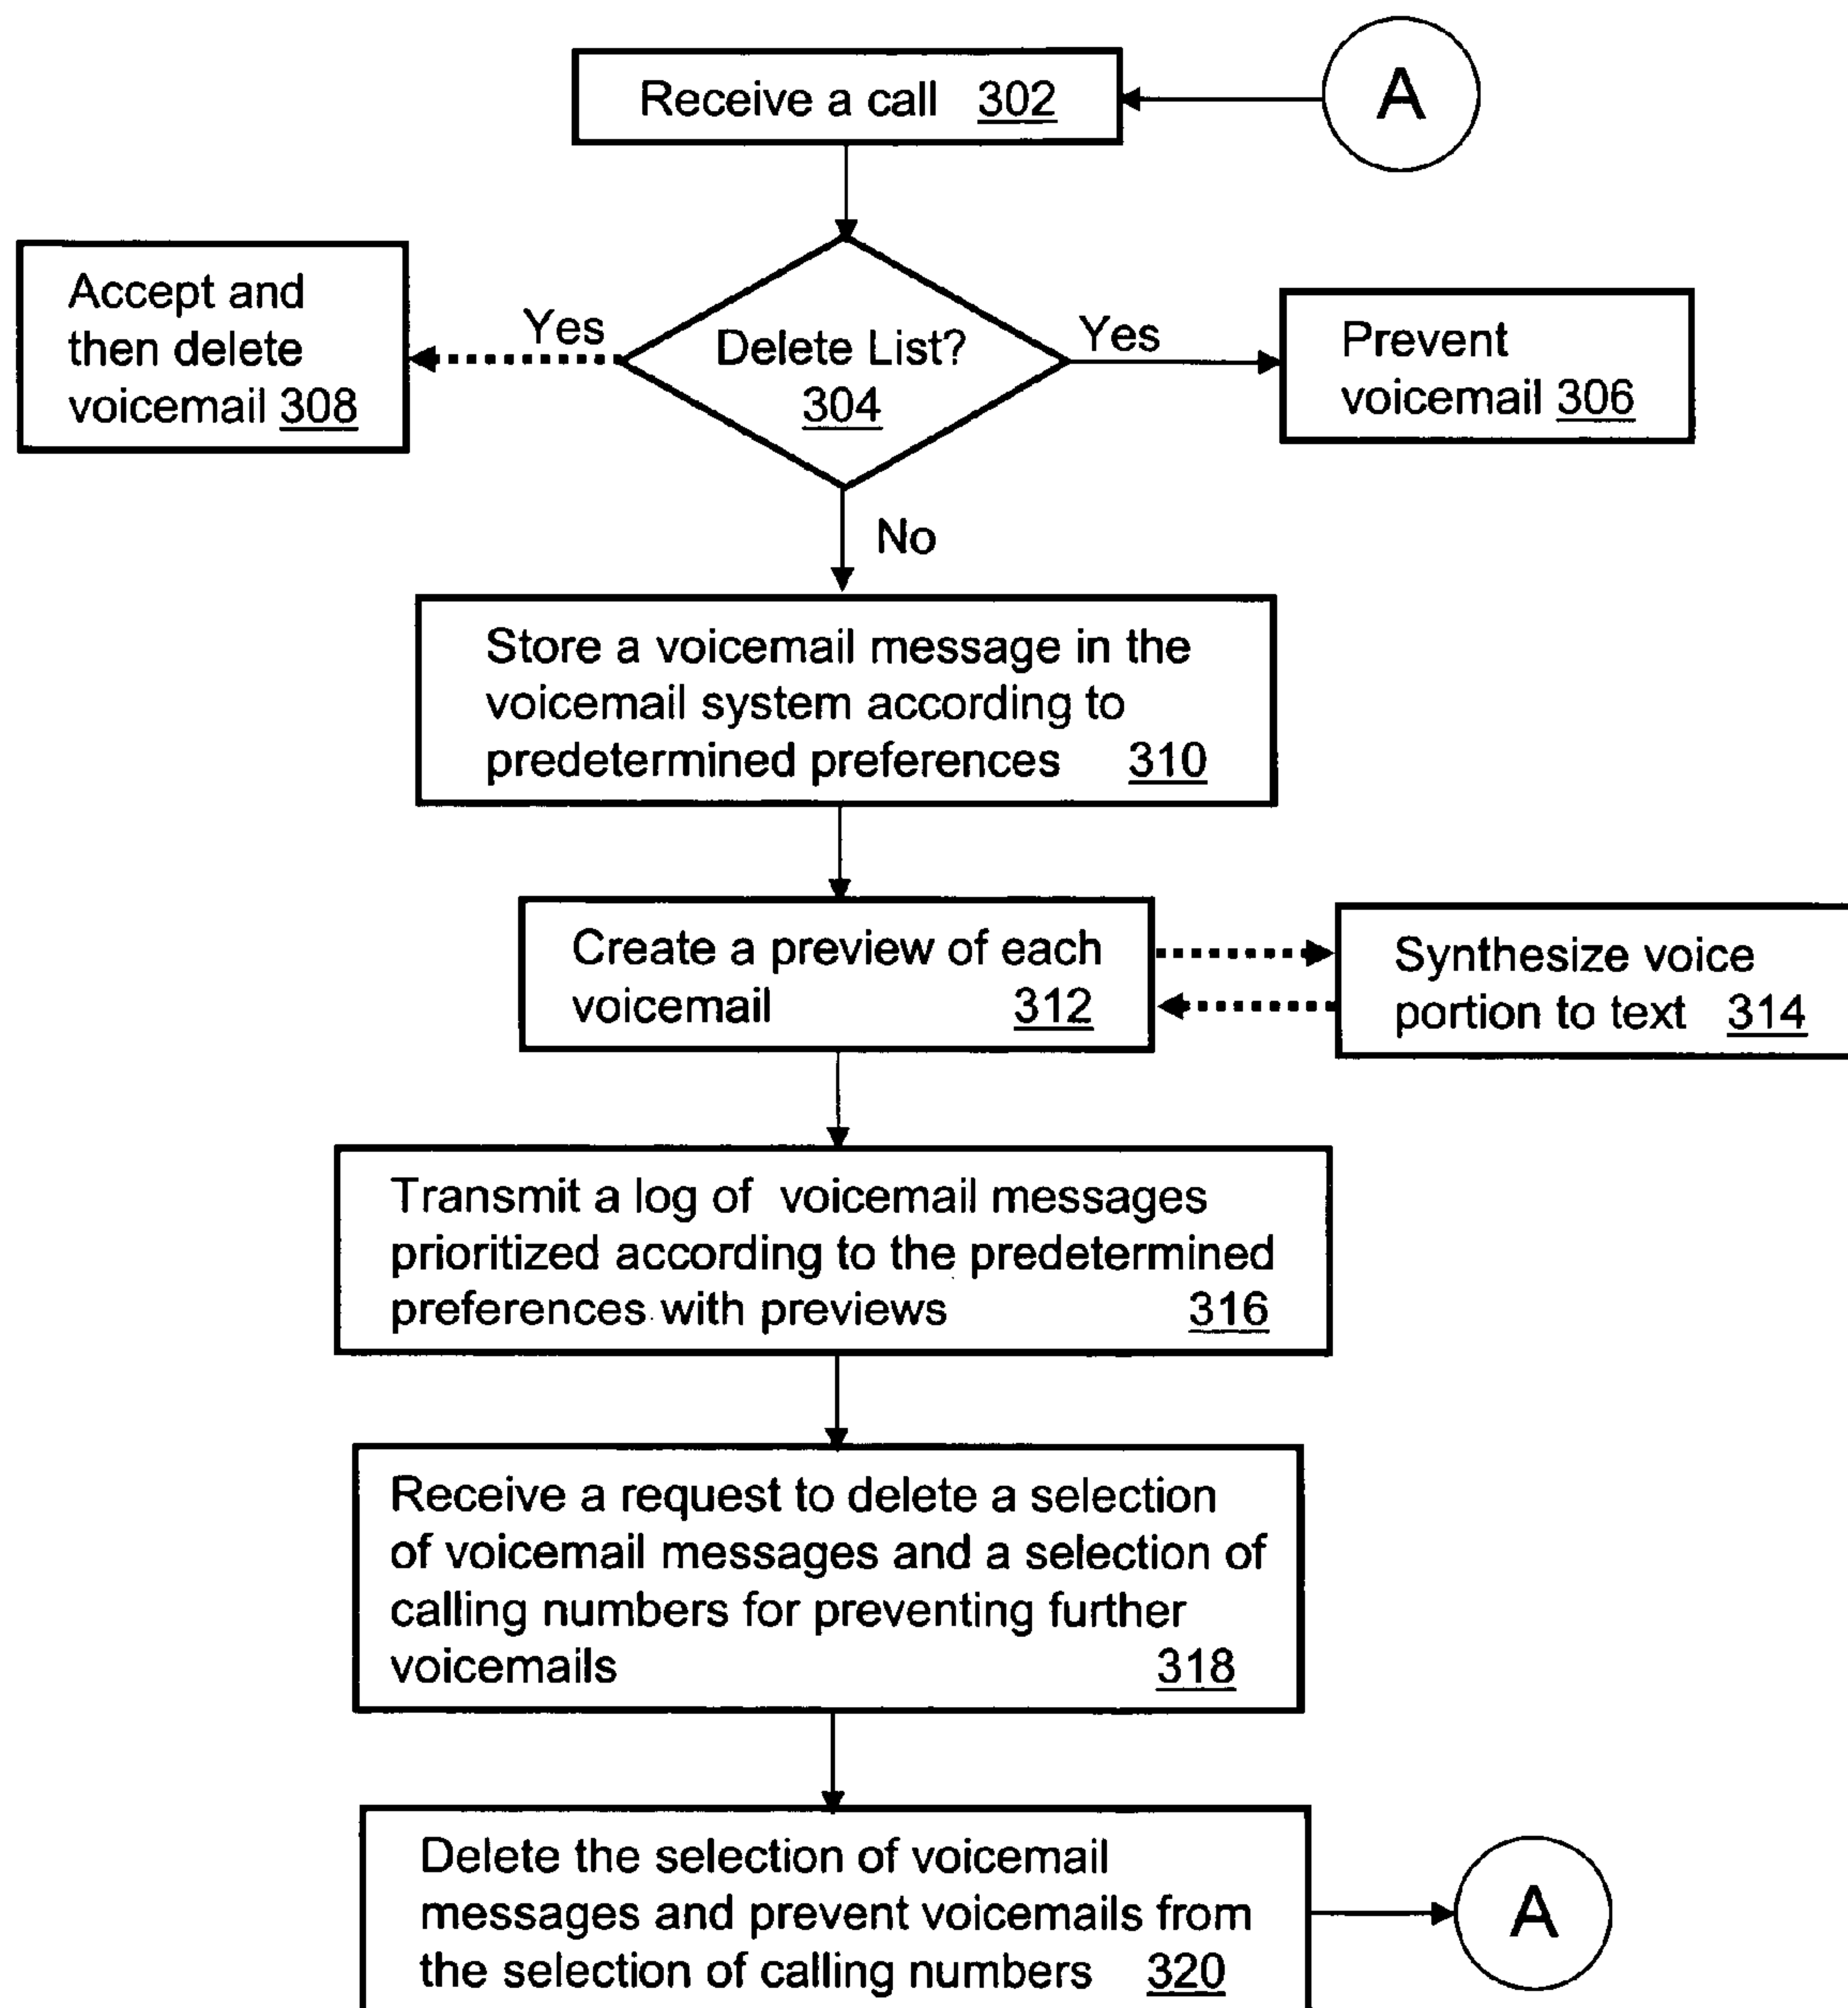 Receive a call 302
A
Accept and
then delete
voicemail 308
Yes
Delete List?
304
Yes
Prevent
voicemail 306
No
Store a voicemail message in the
voicemail system according to
predetermined preferences 310
Create a preview of each
voicemail 312
Synthesize voice
portion to text 314
Transmit a log of voicemail messages
prioritized according to the predetermined
preferences with previews 316
Receive a request to delete a selection
of voicemail messages and a selection of
calling numbers for preventing further
voicemails 318
Delete the selection of voicemail
messages and prevent voicemails from
the selection of calling numbers 320
A